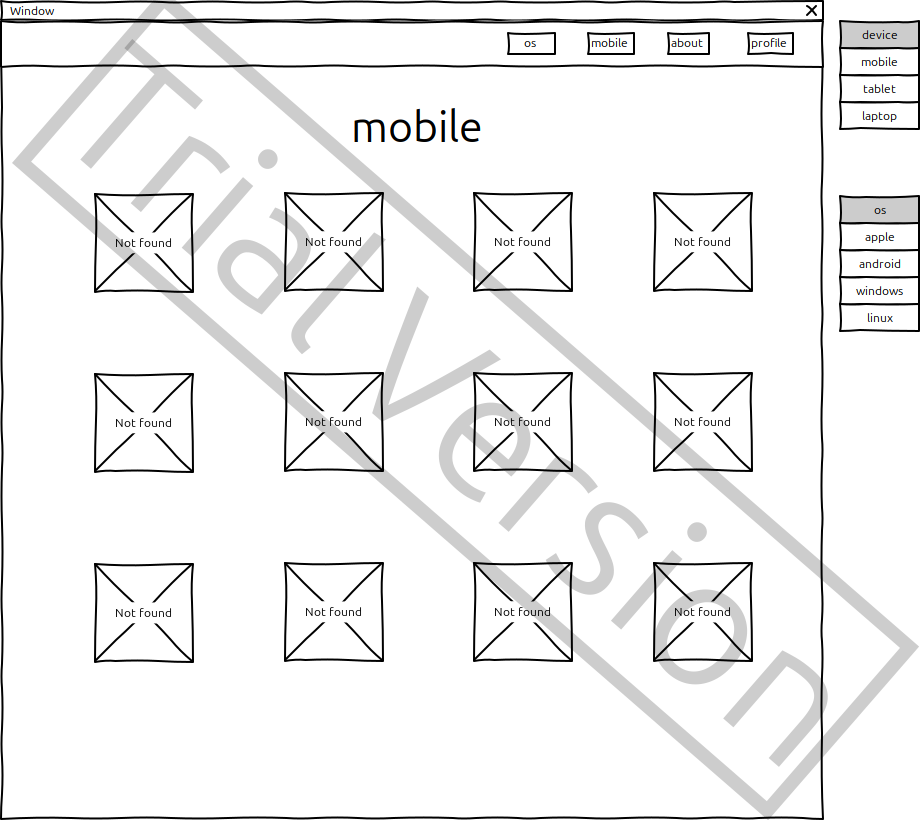 Window
os
mobile
about
profile
mobile
Not found
Not found
Not found
Not found
Not found
Not found
Not found
Not found
Not found
Not found
Not found
Not found
device
mobile
tablet
laptop
os
apple
android
windows
linux
Trial Version